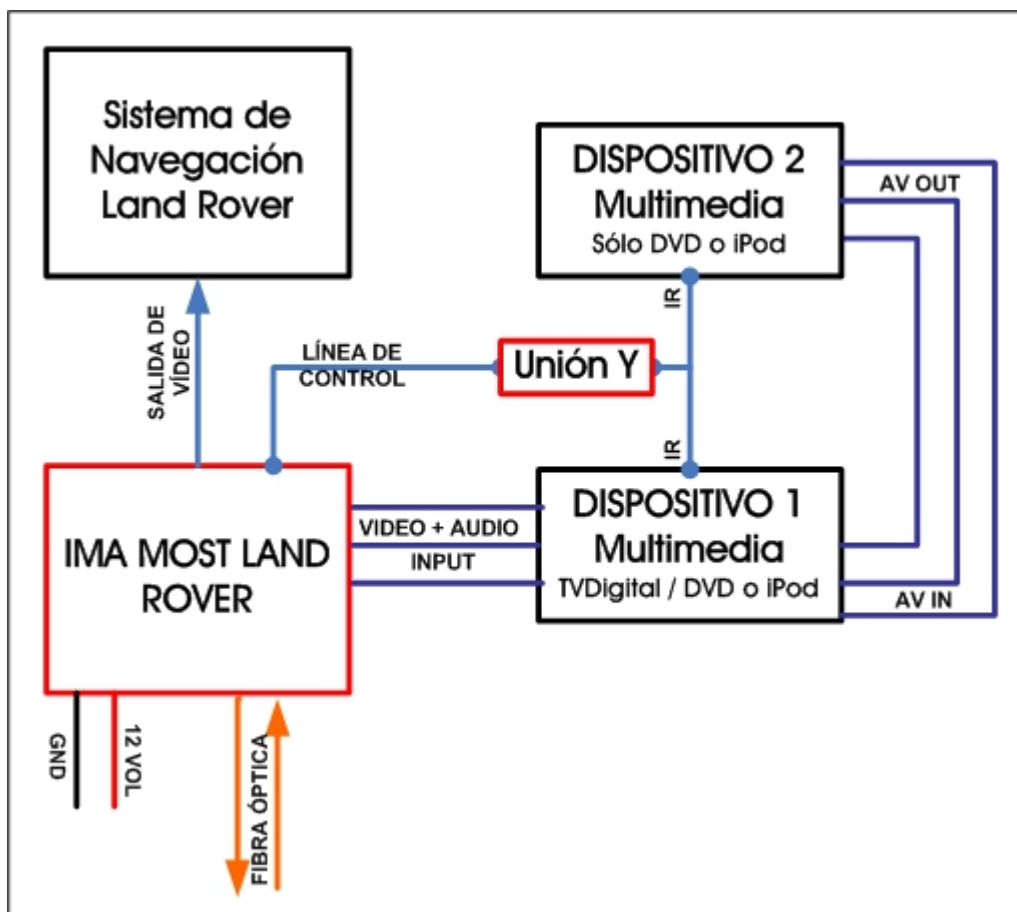 Sistema de
Navegación
Land Rover
DISPOSITIVO 2
Multimedia
Sólo DVD o iPod
AV OUT
IR
SALIDA DE
VÍDEO
LÍNEA DE
CONTROL
Unión Y
IR
IMA MOST LAND
ROVER
VIDEO + AUDIO
INPUT
DISPOSITIVO 1
Multimedia
TVDigital / DVD o iPod
AV IN
GND
12 VOL
FIBRA ÓPTICA